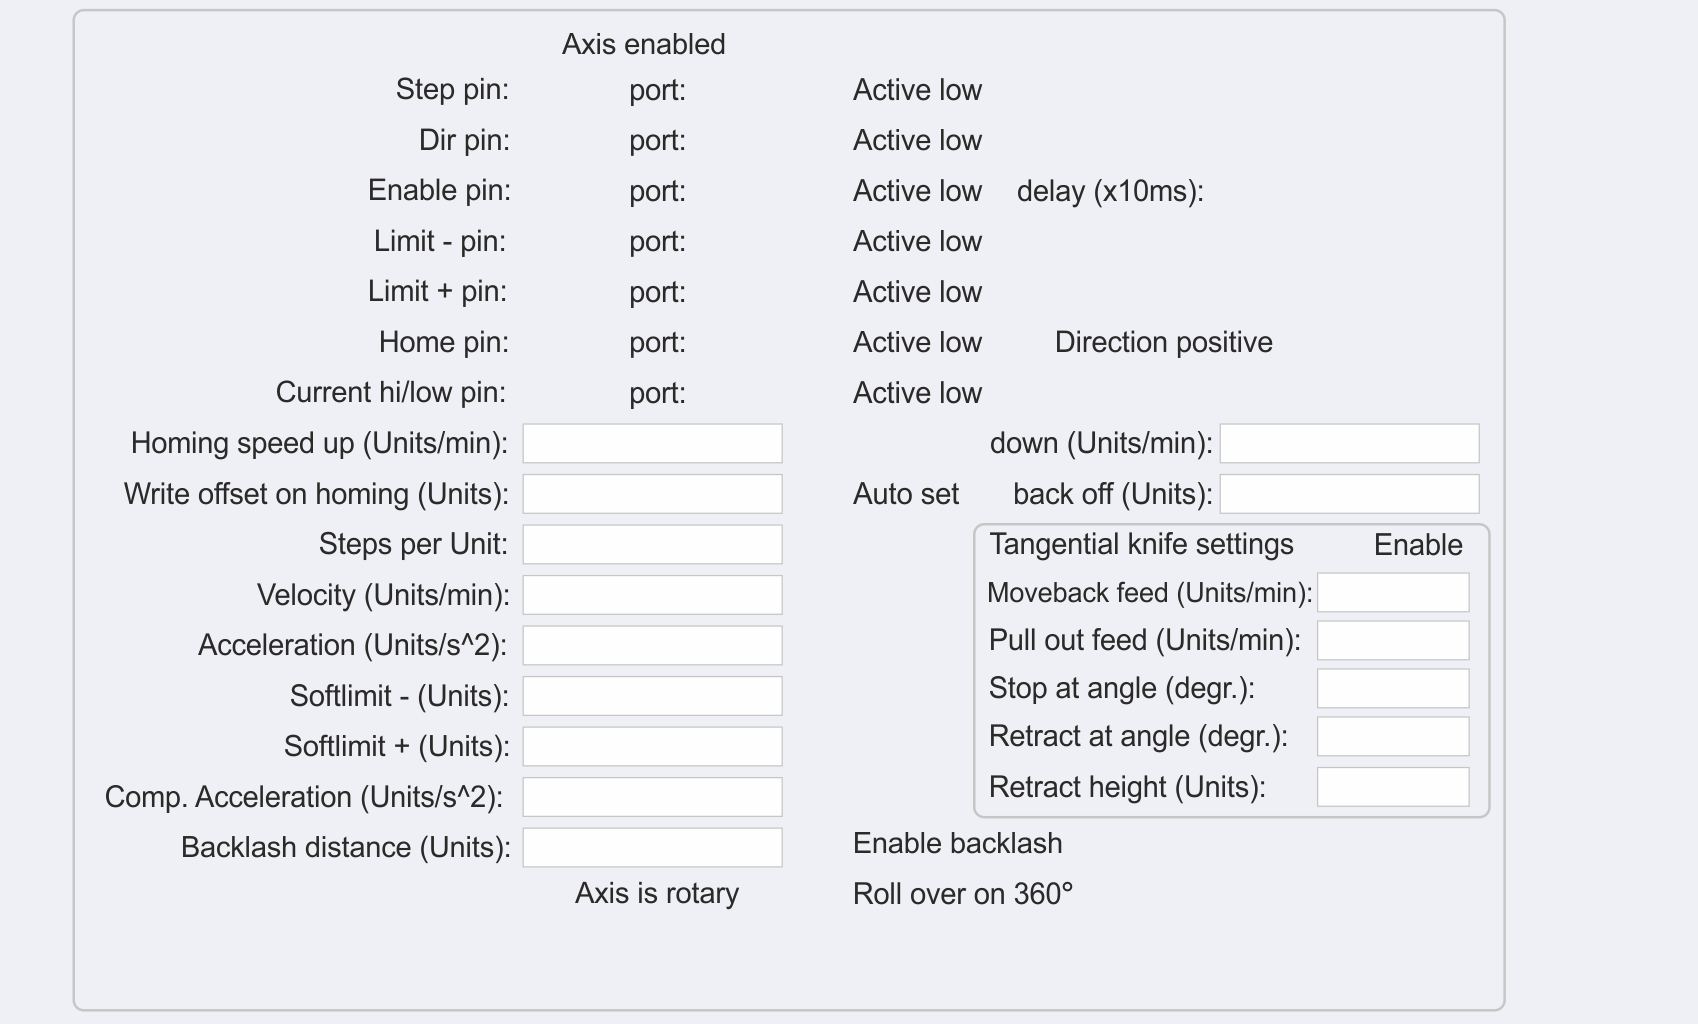 Axis enabled
Step pin: port: Active low
Dir pin: port: Active low
Enable pin: port: Active low delay (x10ms):
Limit - pin: port: Active low
Limit + pin: port: Active low
Home pin: port: Active low Direction positive
Current hi/low pin: port: Active low
Homing speed up (Units/min): down (Units/min):
Write offset on homing (Units): Auto set back off (Units):
Steps per Unit: Tangential knife settings Enable
Velocity (Units/min): Moveback feed (Units/min):
Acceleration (Units/s^2): Pull out feed (Units/min):
Softlimit - (Units): Stop at angle (degr.):
Softlimit + (Units): Retract at angle (degr.):
Comp. Acceleration (Units/s^2): Retract height (Units):
Backlash distance (Units): Enable backlash
Axis is rotary Roll over on 360°